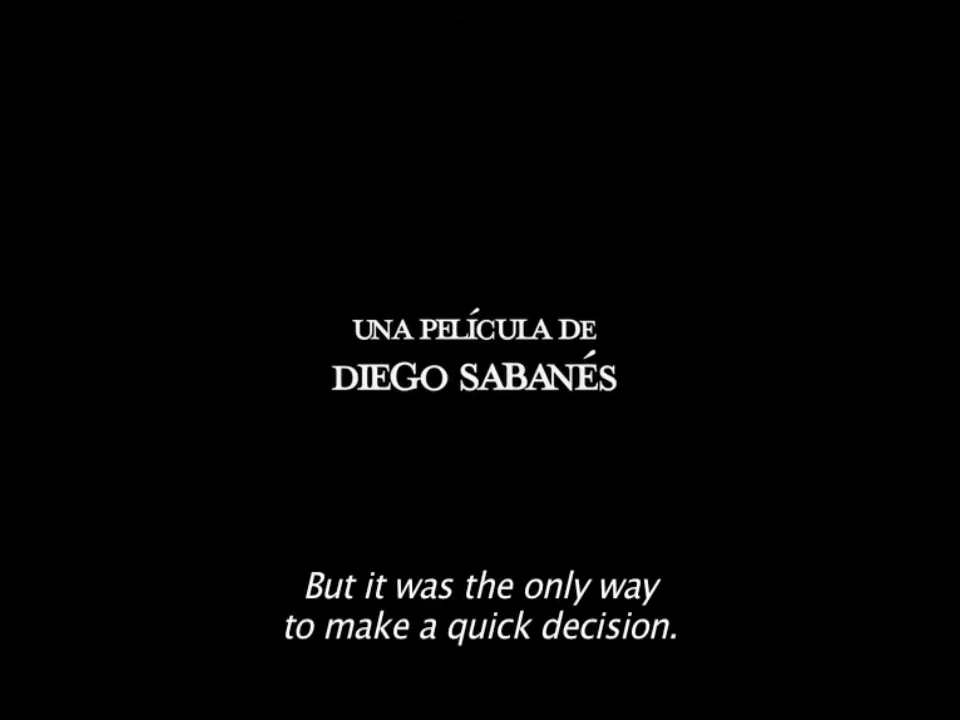 UNA PELÍCULA DE
DIEGO SABANÉS
But it was the only way
to make a quick decision.